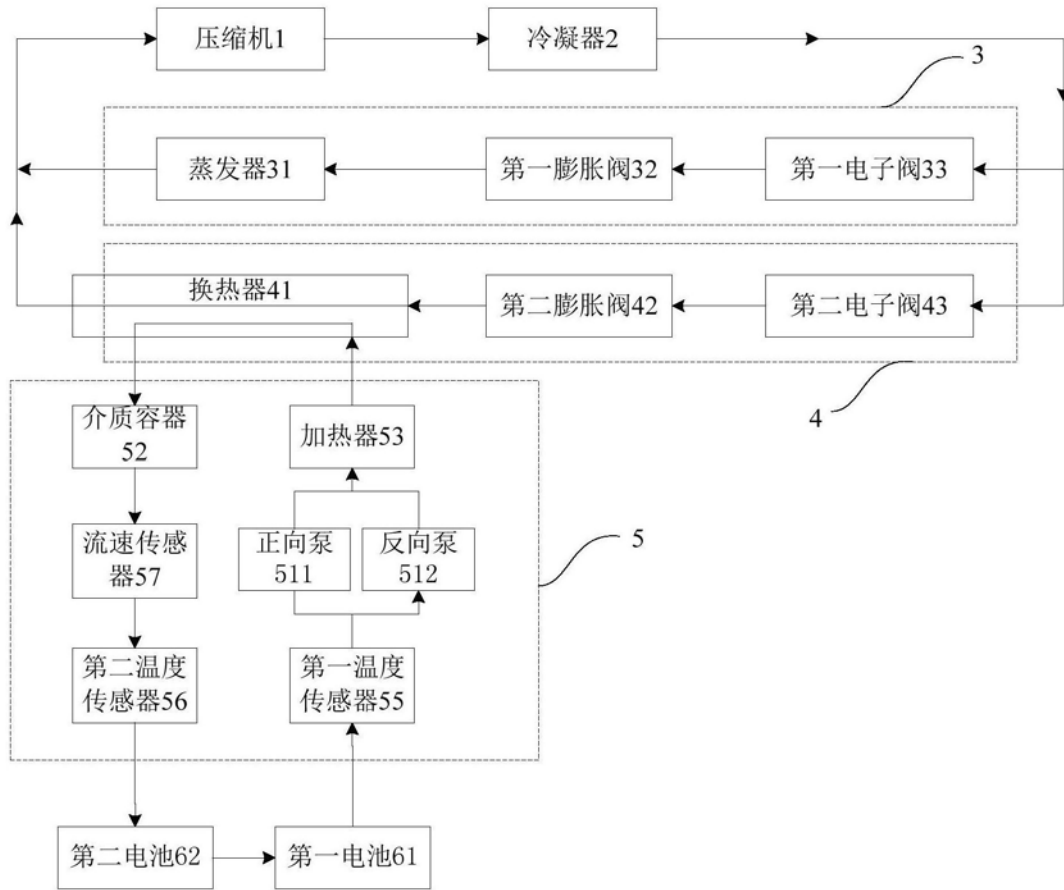 压缩机1
冷凝器2
3
蒸发器31
第一膨胀阀32
第一电子阀33
换热器41
第二膨胀阀42
第二电子阀43
4
介质容器
52
加热器53
流速传感
器57
正向泵
511
反向泵
512
5
第二温度
传感器56
第一温度
传感器55
第二电池62
第一电池61